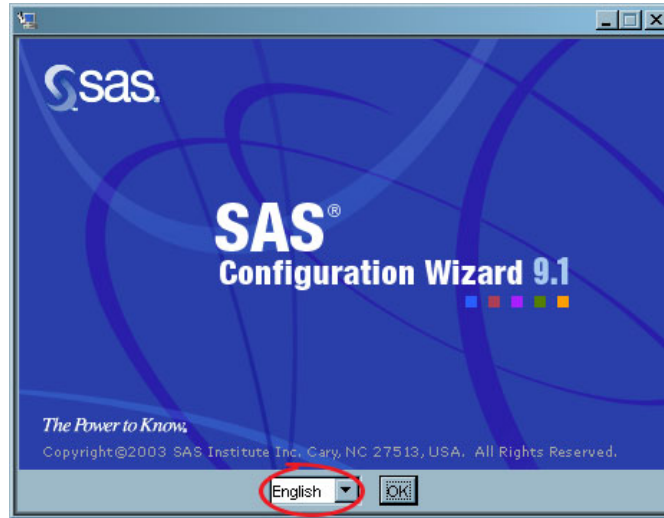 sas.
SAS®
Configuration Wizard 9.1
The Power to Know.
Copyright©2003 SAS Institute Inc. Cary, NC 27513, USA. All Rights Reserved.
English OK